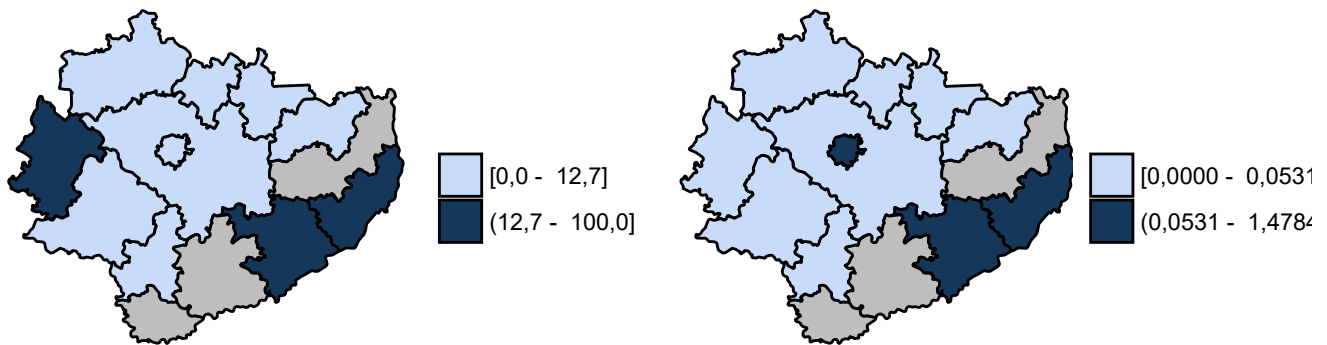 [0,0 - 12,7]
(12,7 - 100,0]
[0,0000 - 0,0531
(0,0531 - 1,4784